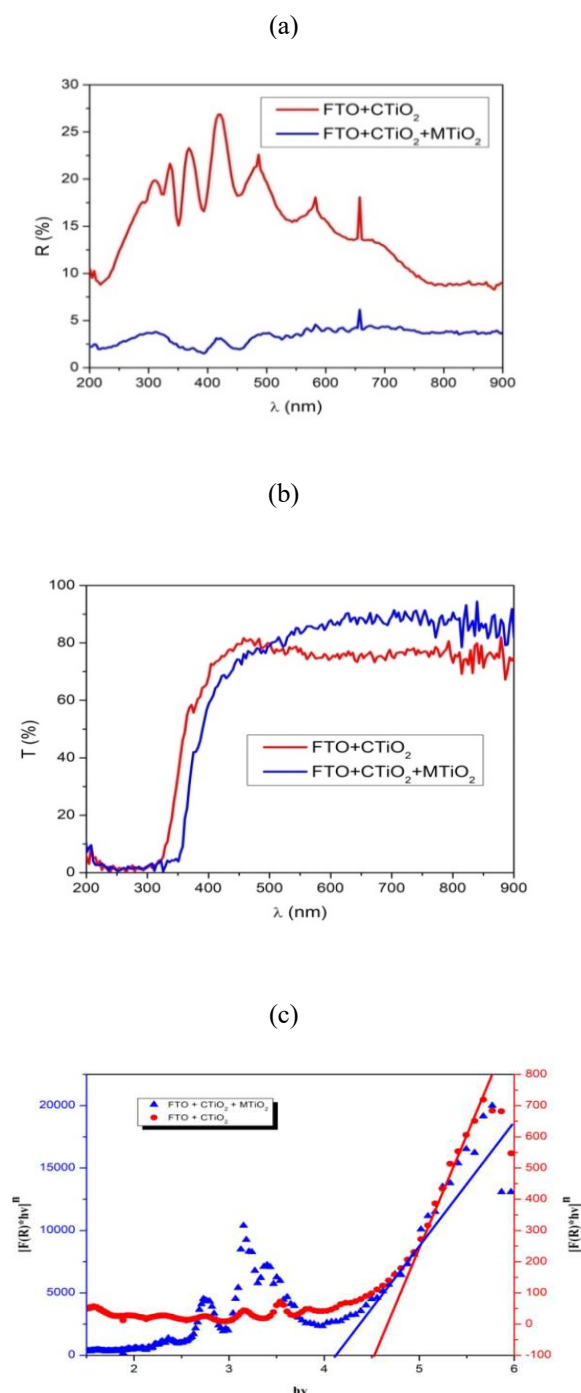 (a)
30
25
20
15
10
5
0
R (%)
FTO+CTiO₂
FTO+CTiO₂+MTiO₂
200 300 400 500 600 700 800 900
λ (nm)
(b)
100
80
60
40
20
0
T (%)
FTO+CTiO₂
FTO+CTiO₂+MTiO₂
200 300 400 500 600 700 800 900
λ (nm)
(c)
20000
15000
10000
5000
0
|F(R)*hν|ⁿ
FTO + CTiO₂ + MTiO₂
FTO + CTiO₂
800
700
600
500
400
300
200
100
0
-100
|F(R)*hν|ⁿ
2 3 4 5 6
hν